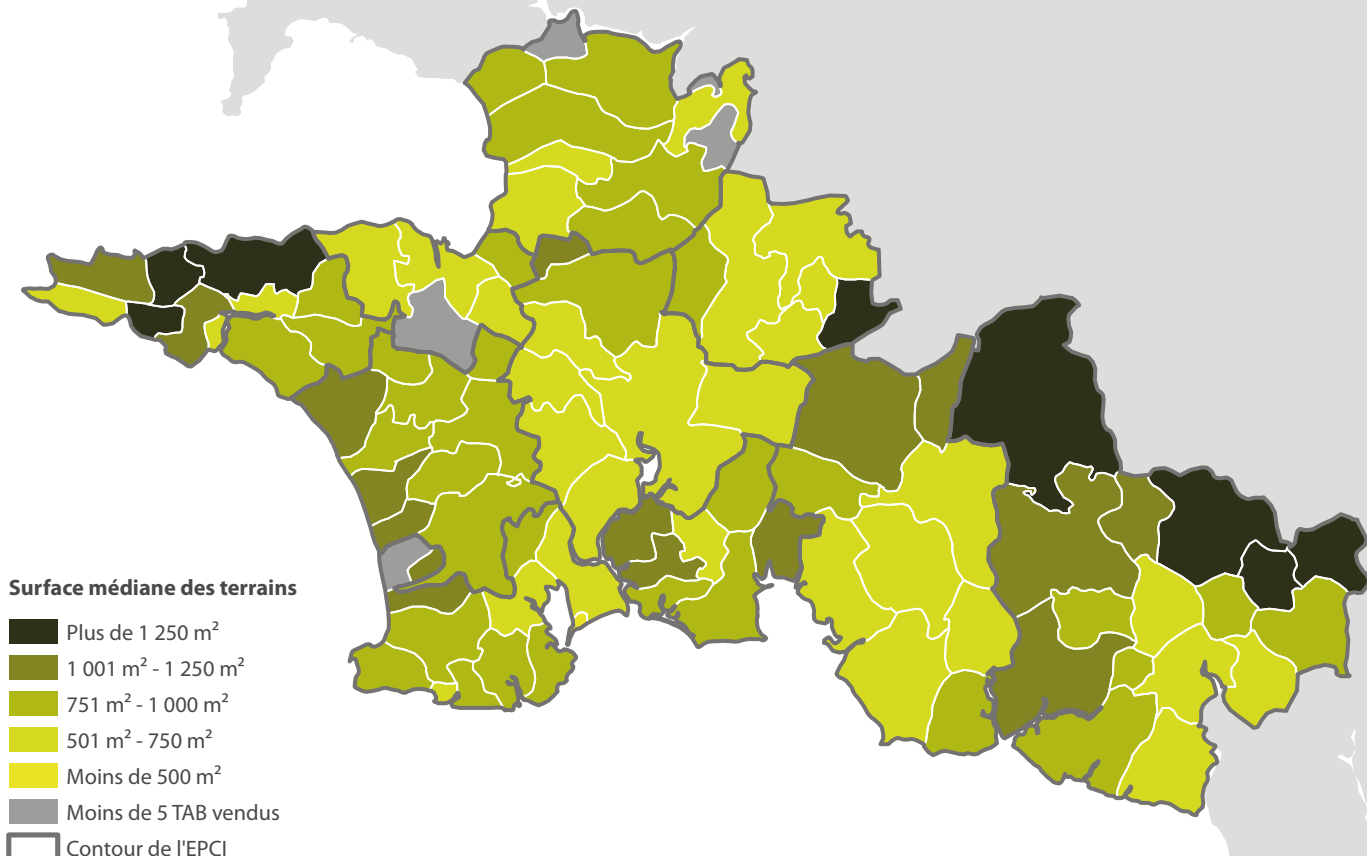 Surface médiane des terrains
Plus de 1 250 m²
1 001 m² - 1 250 m²
751 m² - 1 000 m²
501 m² - 750 m²
Moins de 500 m²
Moins de 5 TAB vendus
Contour de l'EPCI